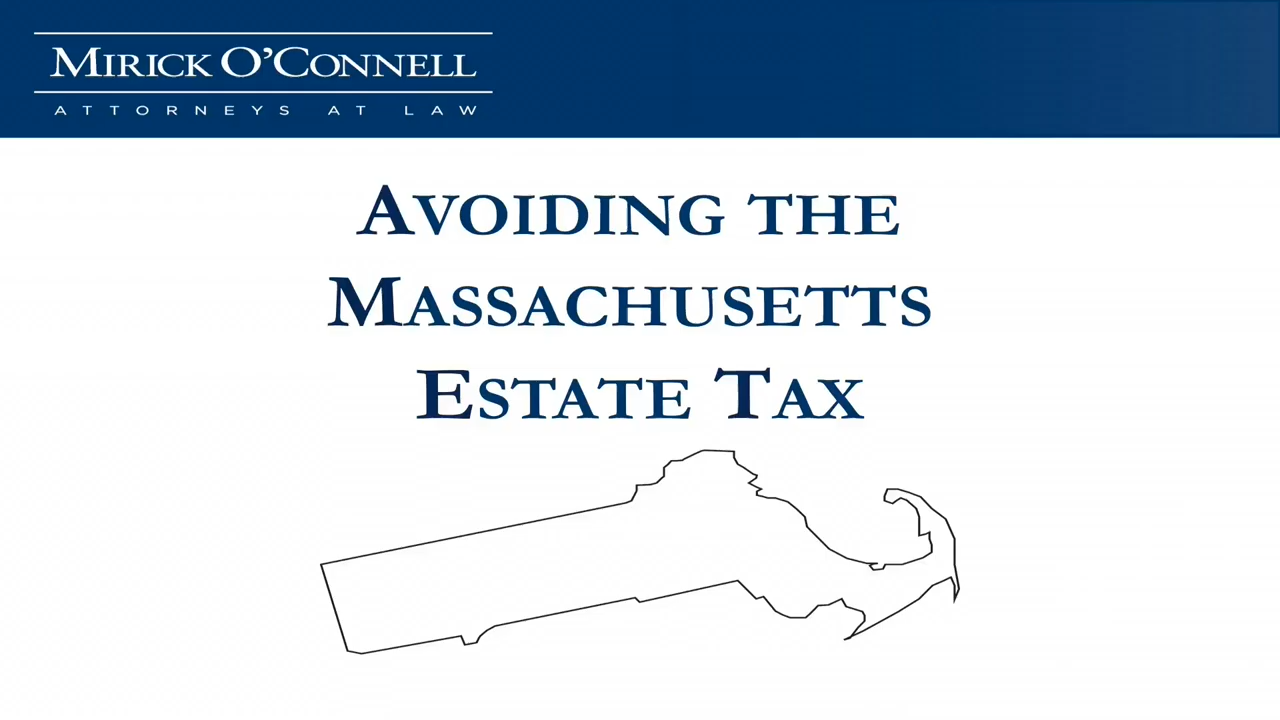 MIRICK O'CONNELL
ATTORNEYS AT LAW
AVOIDING THE
MASSACHUSETTS
ESTATE TAX